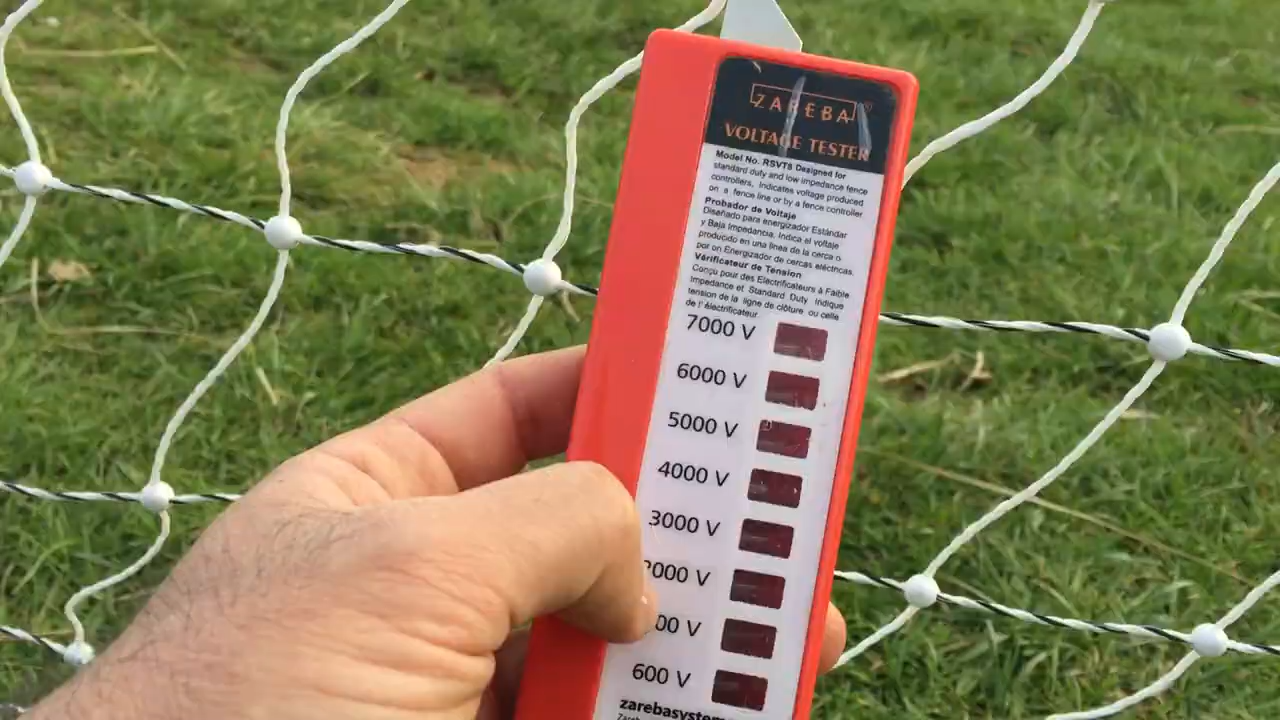 ZAREBA®
VOLTAGE TESTER
Model No. RSVT8 Designed for
standard duty and low impedance fence
controllers, Indicates voltage produced
on a fence line or by a fence controller
Probador de Voltaje
Diseñado para energizador Estándar
y Baja Impedancia, Indica el voltaje
producido en una línea de la cerca o
por on Energizador de cercas eléctricas.
Vérificateur de Tension
Conçu pour des Electrificateurs à Faible
Impedance et Standard Duty Indique
tension de la ligne de clôture ou celle
de l' électrificateur
7000 V
6000 V
5000 V
4000 V
3000 V
000 V
00 V
600 V
zarebasystem